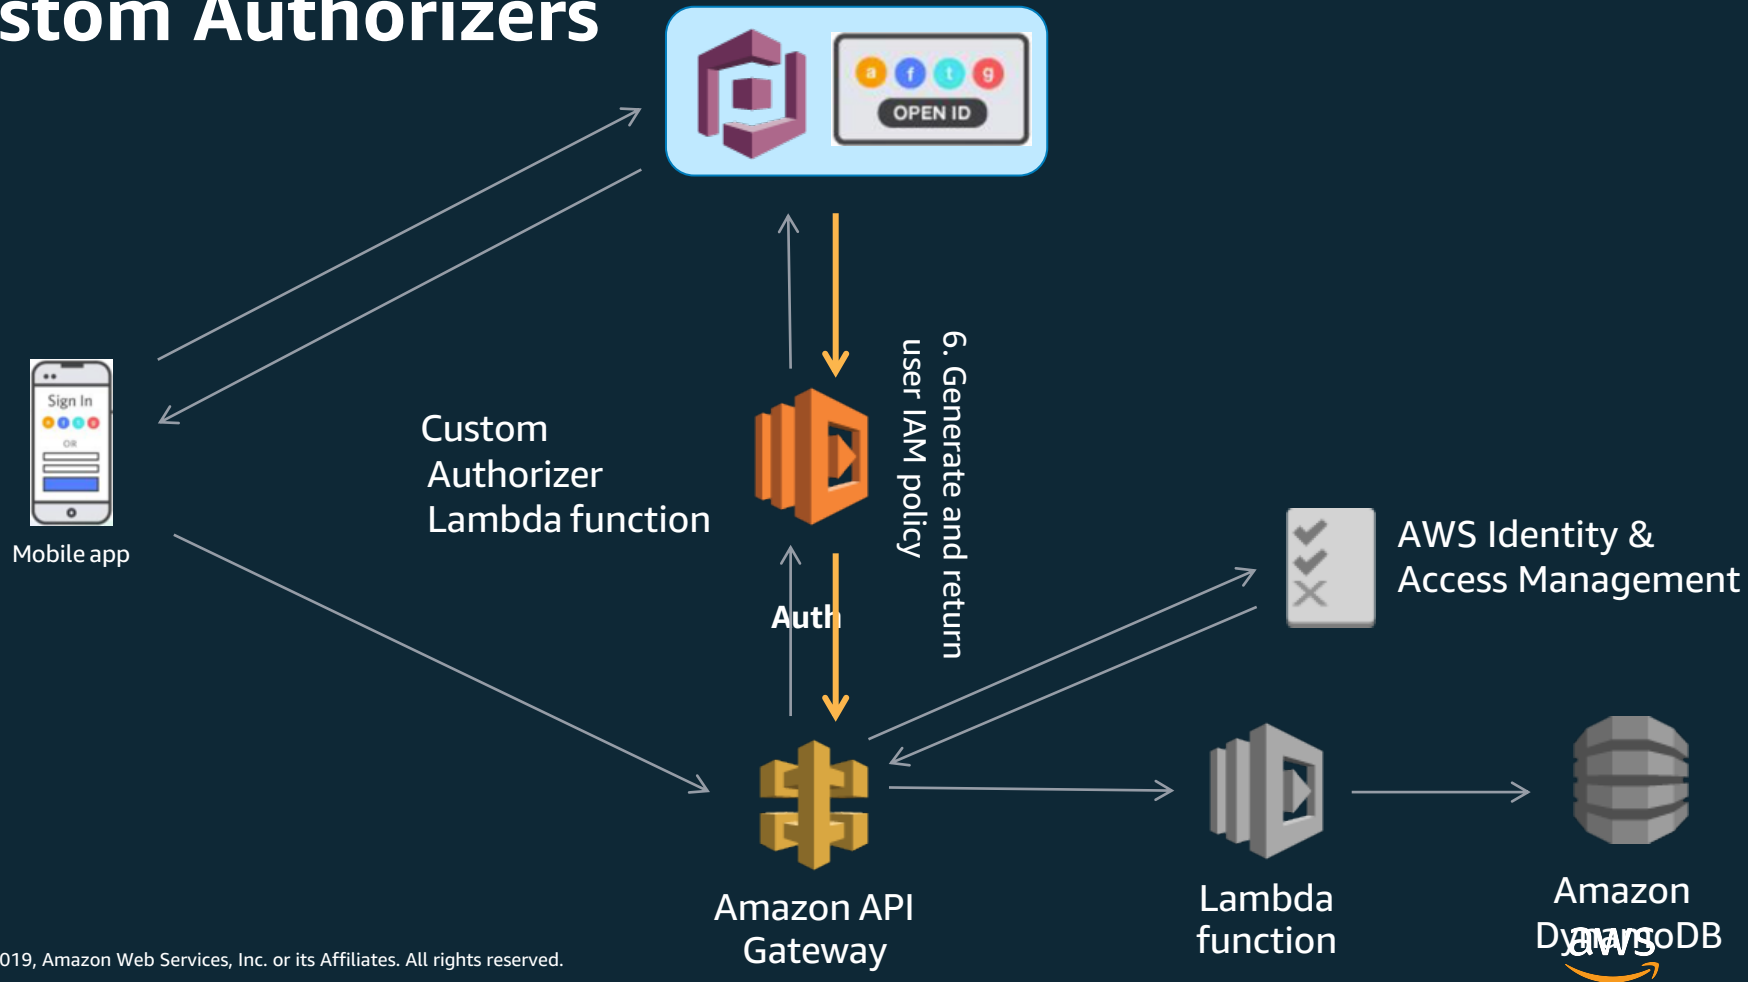 stom Authorizers
a f t g
OPEN ID
Sign In
OR
Mobile app
Custom
Authorizer
Lambda function
6. Generate and return
user IAM policy
Auth
AWS Identity &
Access Management
Amazon API
Gateway
Lambda
function
Amazon
DynamoDB
aws
019, Amazon Web Services, Inc. or its Affiliates. All rights reserved.